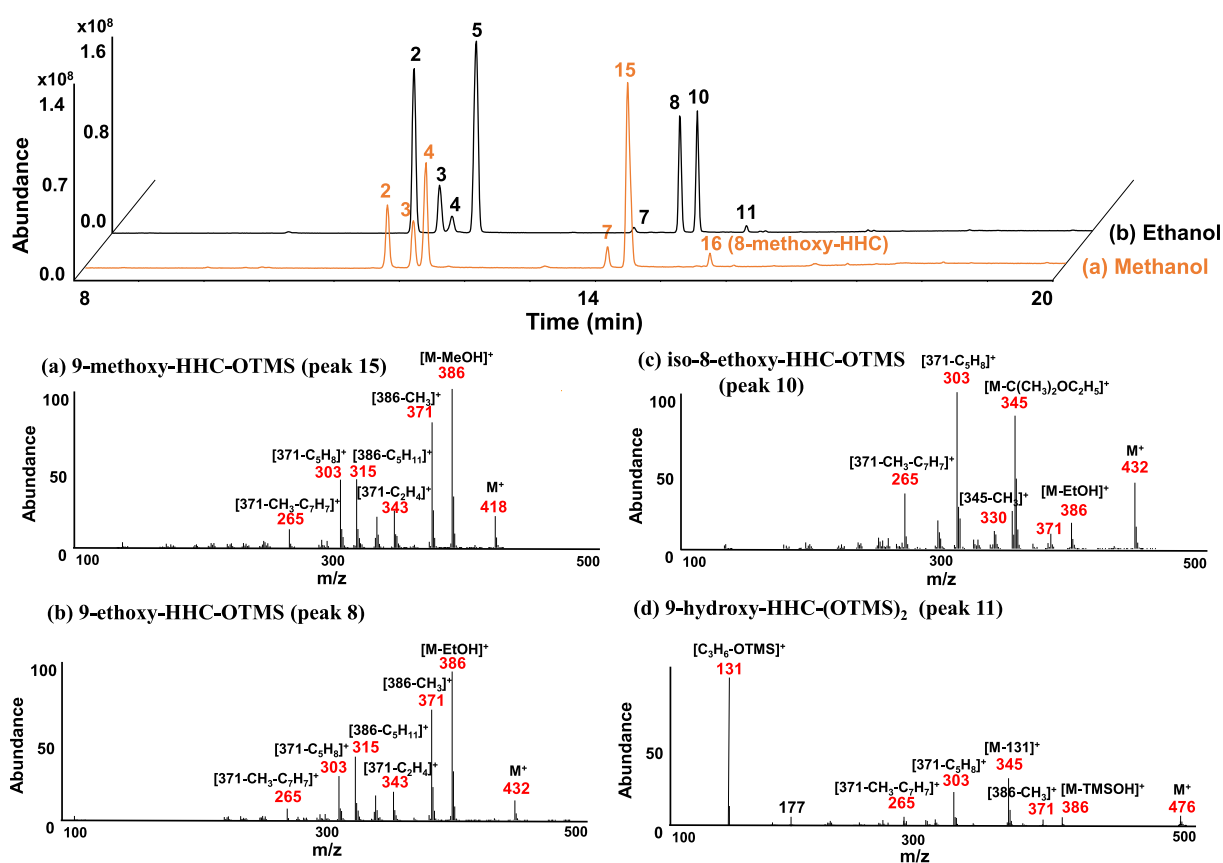 x10⁸
1.6
x10⁸
1.4
0.8
0.7
0.0
0.0
Abundance
2
5
3
4
7
8
10
11
2
3
4
7
15
16 (8-methoxy-HHC)
(b) Ethanol
(a) Methanol
8
14
20
Time (min)
(a) 9-methoxy-HHC-OTMS (peak 15)
[M-MeOH]⁺
386
[386-CH₃]⁺
371
[371-C₅H₈]⁺
303
[386-C₅H₁₁]⁺
315
[371-C₂H₄]⁺
343
[371-CH₃-C₇H₇]⁺
265
M⁺
418
100
50
0
Abundance
100
300
500
m/z
(c) iso-8-ethoxy-HHC-OTMS
(peak 10)
[371-C₅H₈]⁺
303
[M-C(CH₃)₂OC₂H₅]⁺
345
[371-CH₃-C₇H₇]⁺
265
[345-CH₃]⁺
330
[M-EtOH]⁺
386
371
M⁺
432
100
50
0
Abundance
100
300
500
m/z
(b) 9-ethoxy-HHC-OTMS (peak 8)
[M-EtOH]⁺
386
[386-CH₃]⁺
371
[386-C₅H₁₁]⁺
315
[371-C₅H₈]⁺
303
[371-C₂H₄]⁺
343
[371-CH₃-C₇H₇]⁺
265
M⁺
432
100
50
0
Abundance
100
300
500
m/z
(d) 9-hydroxy-HHC-(OTMS)₂ (peak 11)
[C₃H₆-OTMS]⁺
131
177
[371-CH₃-C₇H₇]⁺
265
[371-C₅H₈]⁺
303
[M-131]⁺
345
[386-CH₃]⁺
371
[M-TMSOH]⁺
386
M⁺
476
50
0
Abundance
100
300
500
m/z